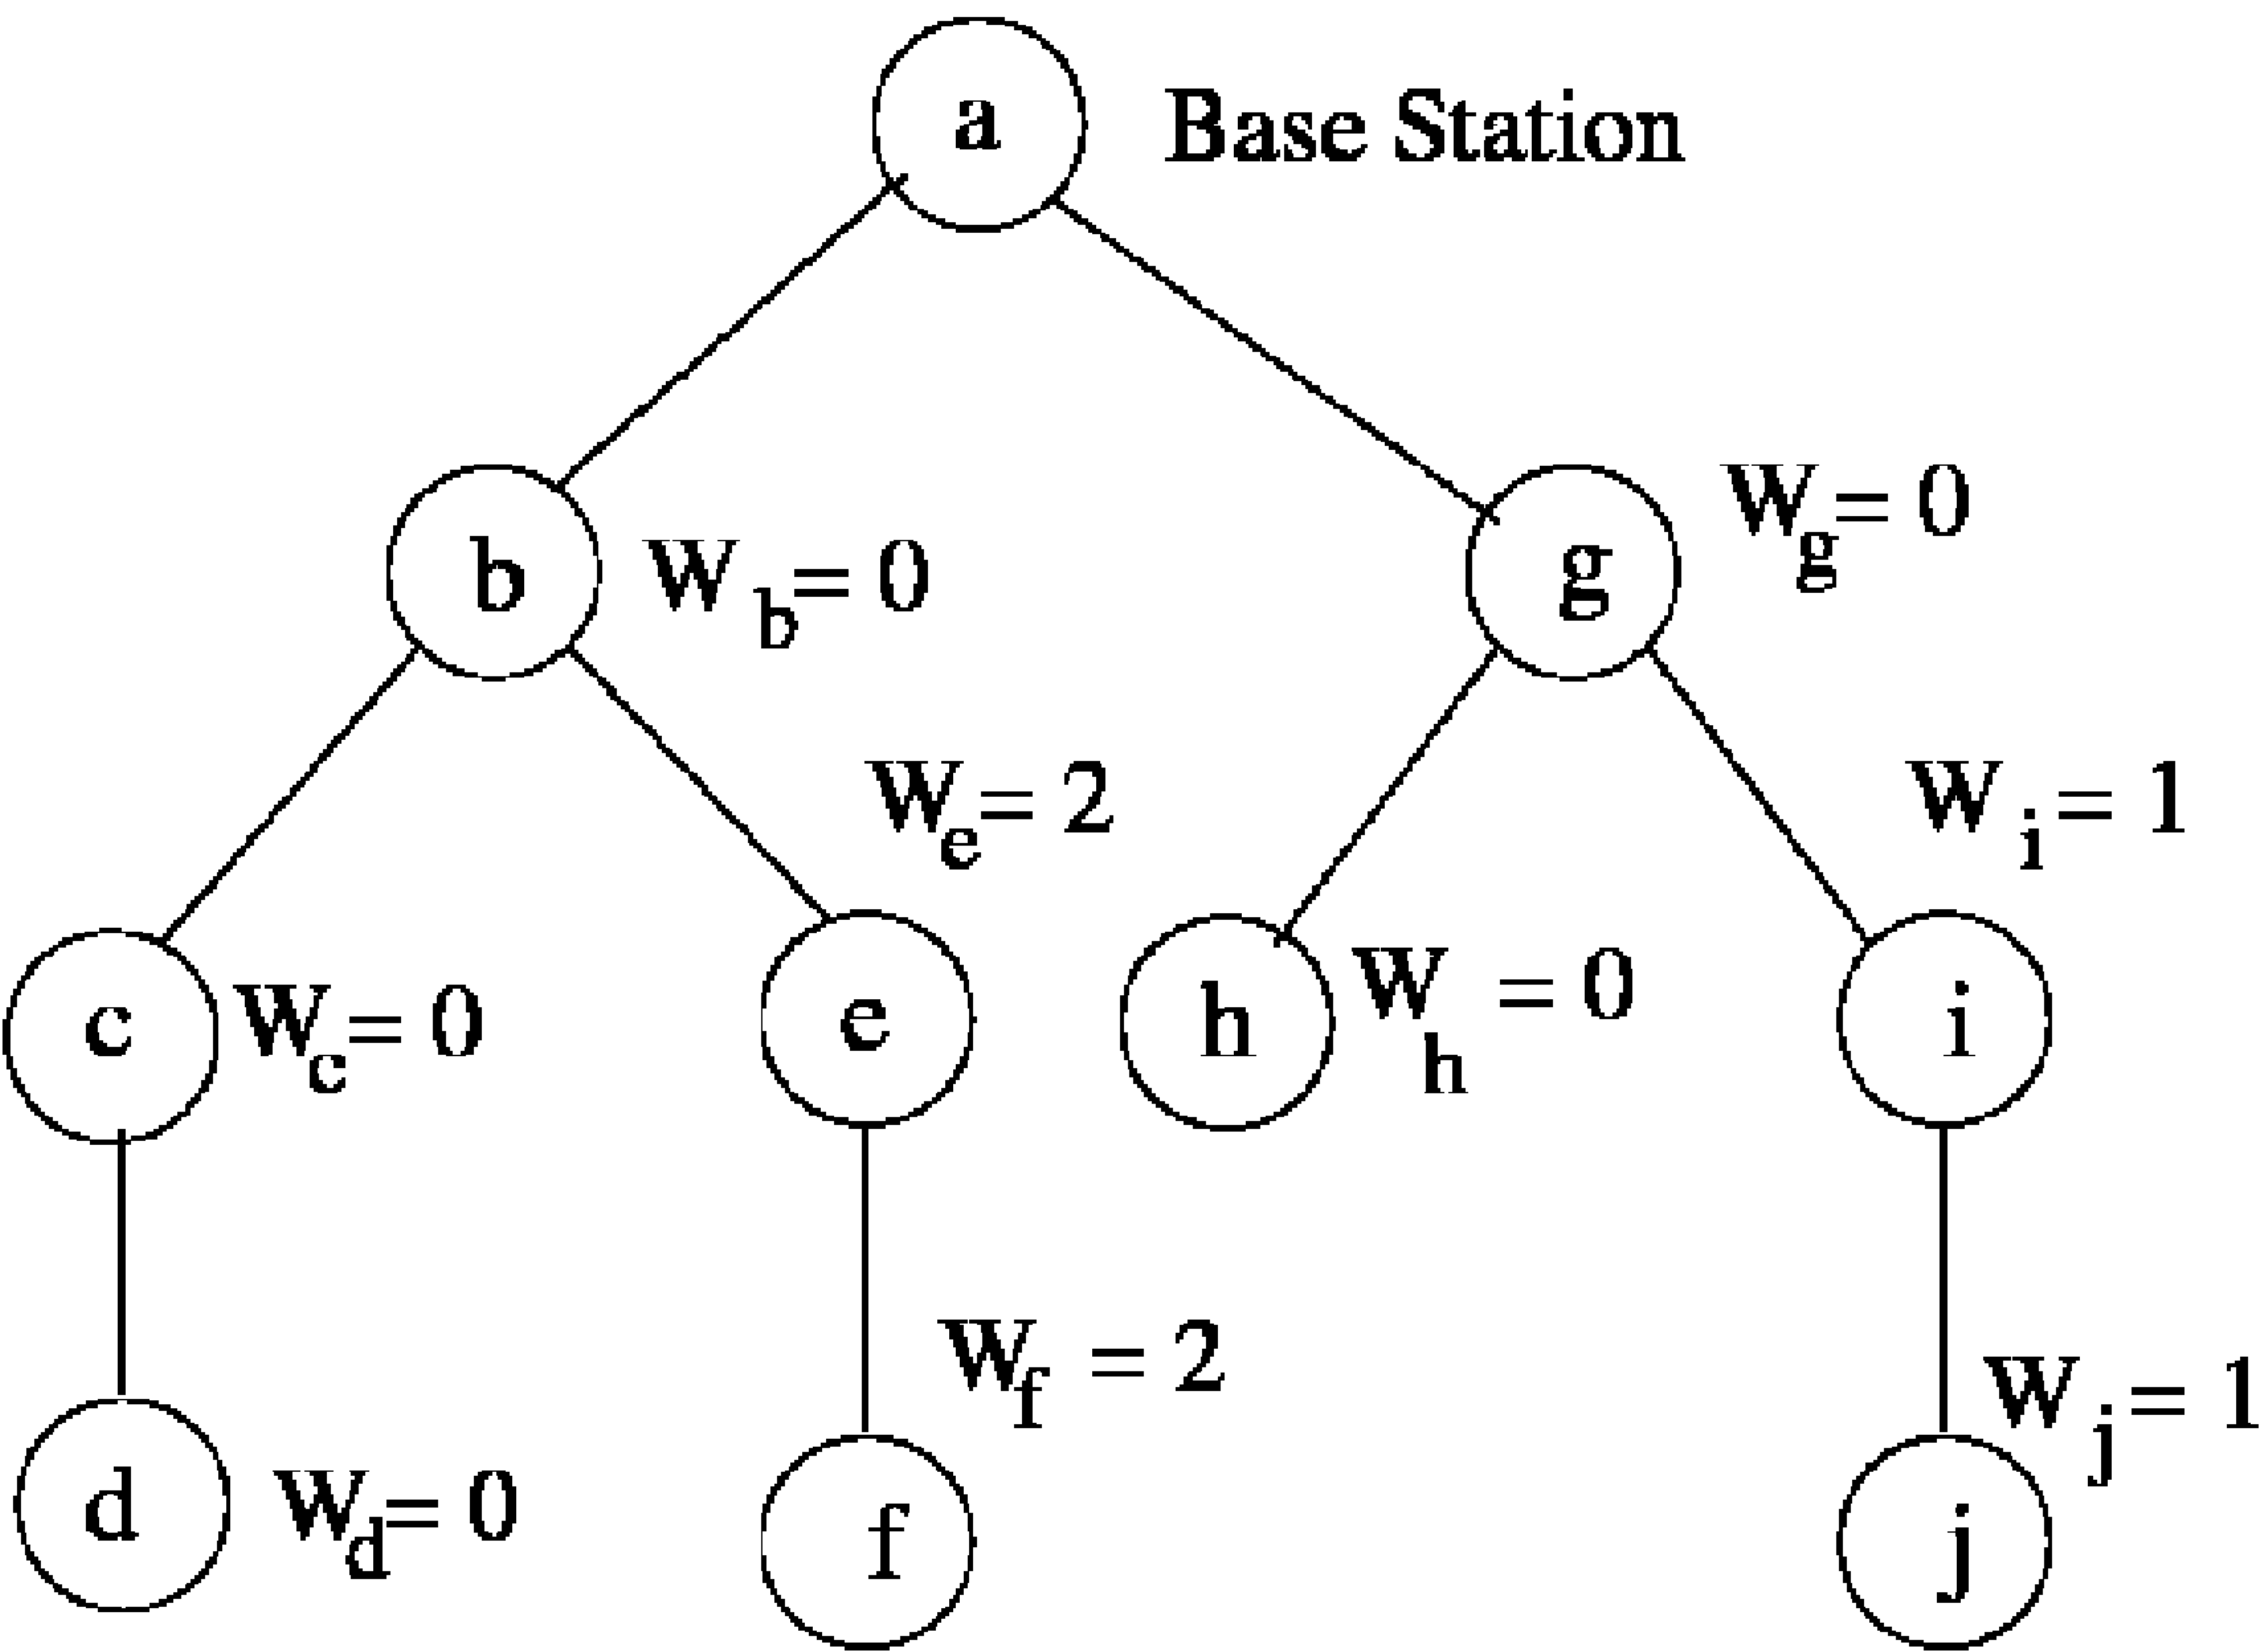 a Base Station
b W_b = 0
g W_g = 0
W_e = 2
W_i = 1
c W_c = 0
e
h W_h = 0
i
W_f = 2
W_j = 1
d W_d = 0
f
j